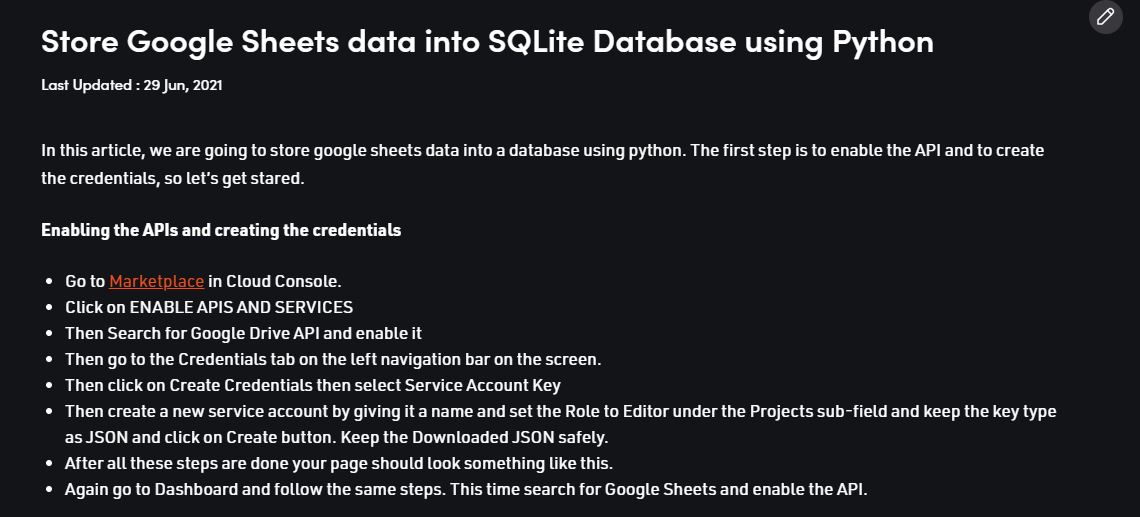 Store Google Sheets data into SQLite Database using Python
Last Updated : 29 Jun, 2021
In this article, we are going to store google sheets data into a database using python. The first step is to enable the API and to create
the credentials, so let's get stared.
Enabling the APIs and creating the credentials
• Go to Marketplace in Cloud Console.
• Click on ENABLE APIS AND SERVICES
• Then Search for Google Drive API and enable it
• Then go to the Credentials tab on the left navigation bar on the screen.
• Then click on Create Credentials then select Service Account Key
• Then create a new service account by giving it a name and set the Role to Editor under the Projects sub-field and keep the key type
as JSON and click on Create button. Keep the Downloaded JSON safely.
• After all these steps are done your page should look something like this.
• Again go to Dashboard and follow the same steps. This time search for Google Sheets and enable the API.